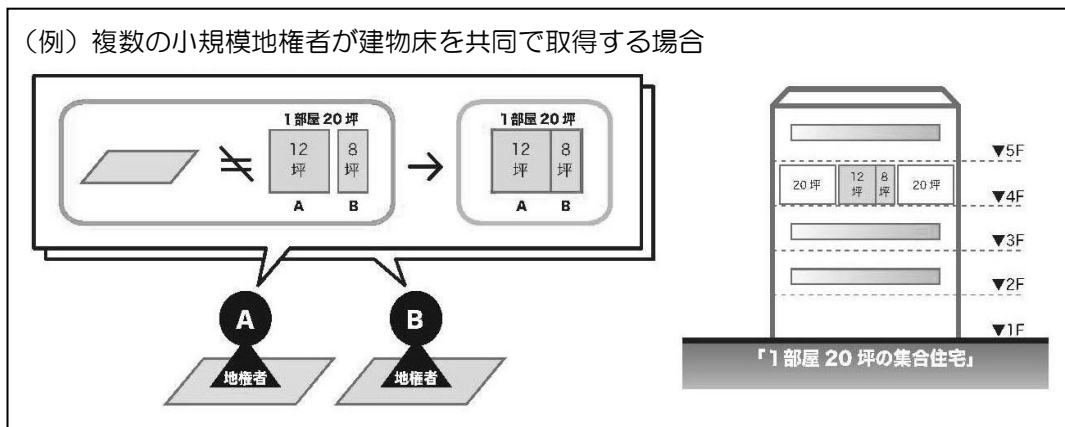 （例）複数の小規模地権者が建物床を共同で取得する場合
1部屋20坪
12
坪
8
坪
A
B
1部屋20坪
12
坪
8
坪
A
B
A
地権者
B
地権者
▼5F
20坪
12
坪
8
坪
20坪
▼4F
▼3F
▼2F
▼1F
「1部屋20坪の集合住宅」